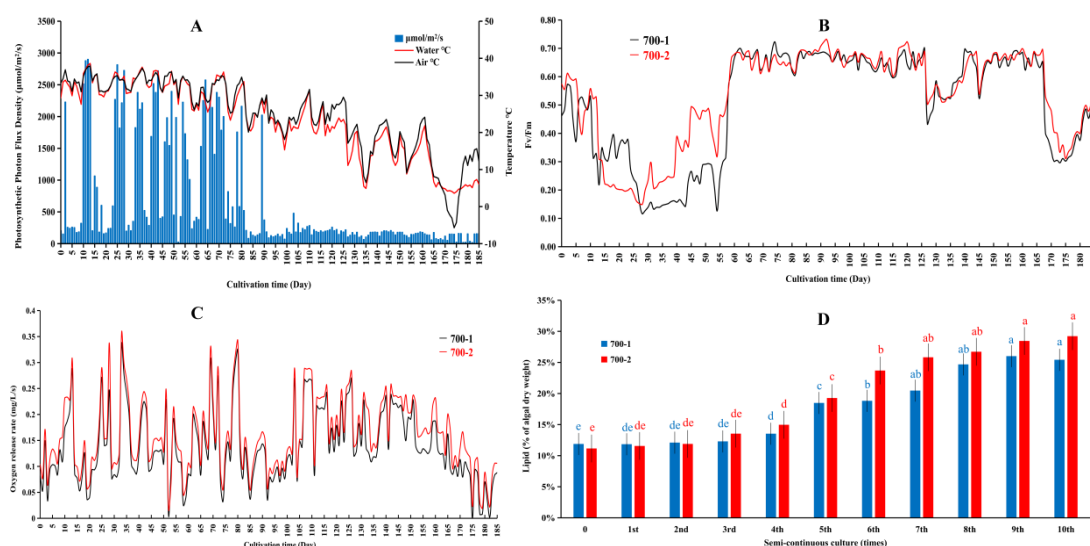 A
3500
3000
2500
2000
1500
1000
500
0
50
40
30
20
10
0
-10
μmol/m²/s
Water °C
Air °C
Photosynthetic Photon Flux Density (μmol/m²/s)
Temperature °C
0 5 10 15 20 25 30 35 40 45 50 55 60 65 70 75 80 85 90 95 100 105 110 115 120 125 130 135 140 145 150 155 160 165 170 175 180 185
Cultivation time (Day)
B
0.80
0.70
0.60
0.50
0.40
0.30
0.20
0.10
0.00
Fv/Fm
700-1
700-2
0 5 10 15 20 25 30 35 40 45 50 55 60 65 70 75 80 85 90 95 100 105 110 115 120 125 130 135 140 145 150 155 160 165 170 175 180
Cultivation time (Day)
C
0.4
0.35
0.3
0.25
0.2
0.15
0.1
0.05
0
Oxygen release rate (mg/L/s)
700-1
700-2
0 5 10 15 20 25 30 35 40 45 50 55 60 65 70 75 80 85 90 95 100 105 110 115 120 125 130 135 140 145 150 155 160 165 170 175 180 185
Cultivation time (Day)
D
35%
30%
25%
20%
15%
10%
5%
0%
Lipid (% of algal dry weight)
700-1
700-2
e e de de de de de de d d c c b b ab ab ab ab a a a a
0 1st 2nd 3rd 4th 5th 6th 7th 8th 9th 10th
Semi-continuous culture (times)